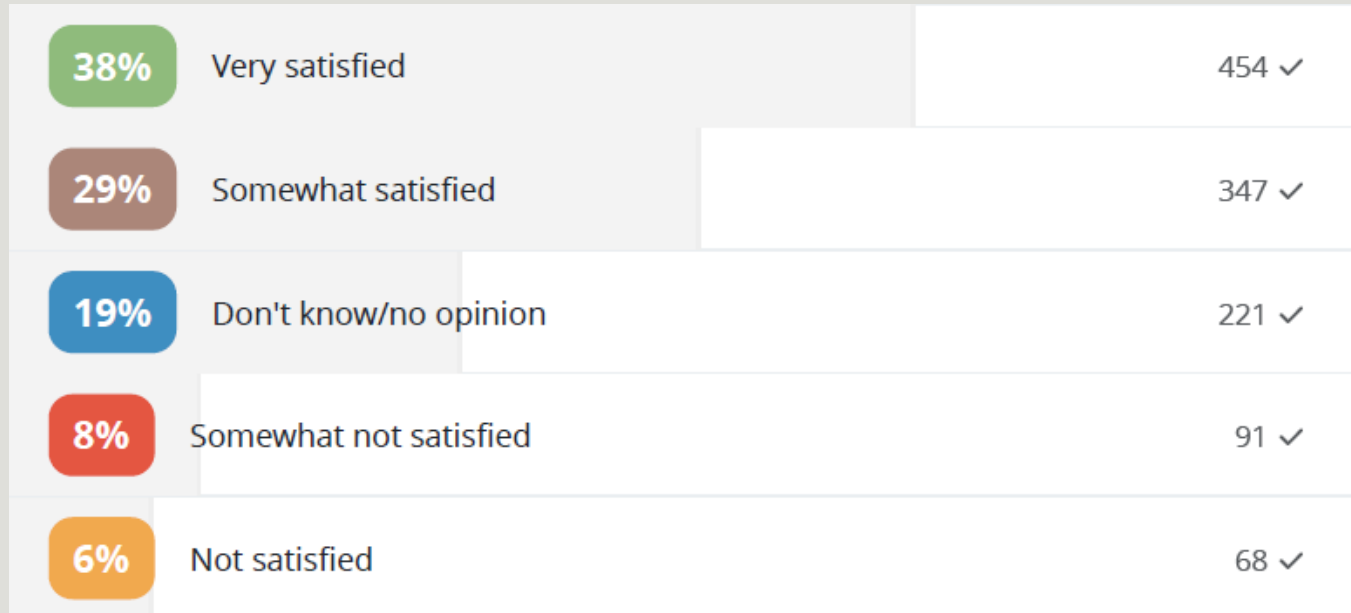 38% Very satisfied 454
29% Somewhat satisfied 347
19% Don't know/no opinion 221
8% Somewhat not satisfied 91
6% Not satisfied 68